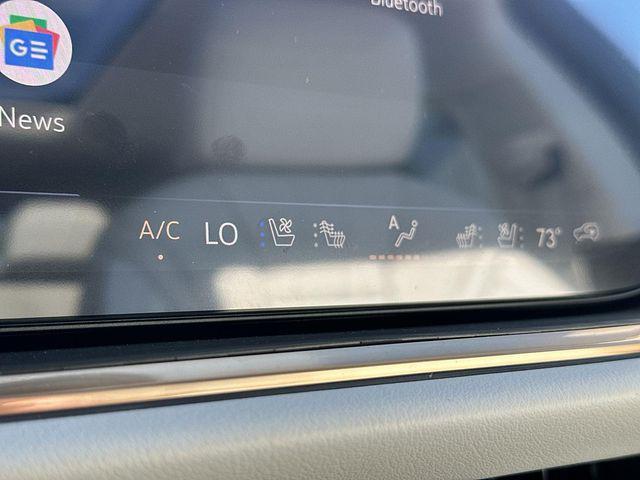 Bluetooth
GE
News
A/C LO A 73°